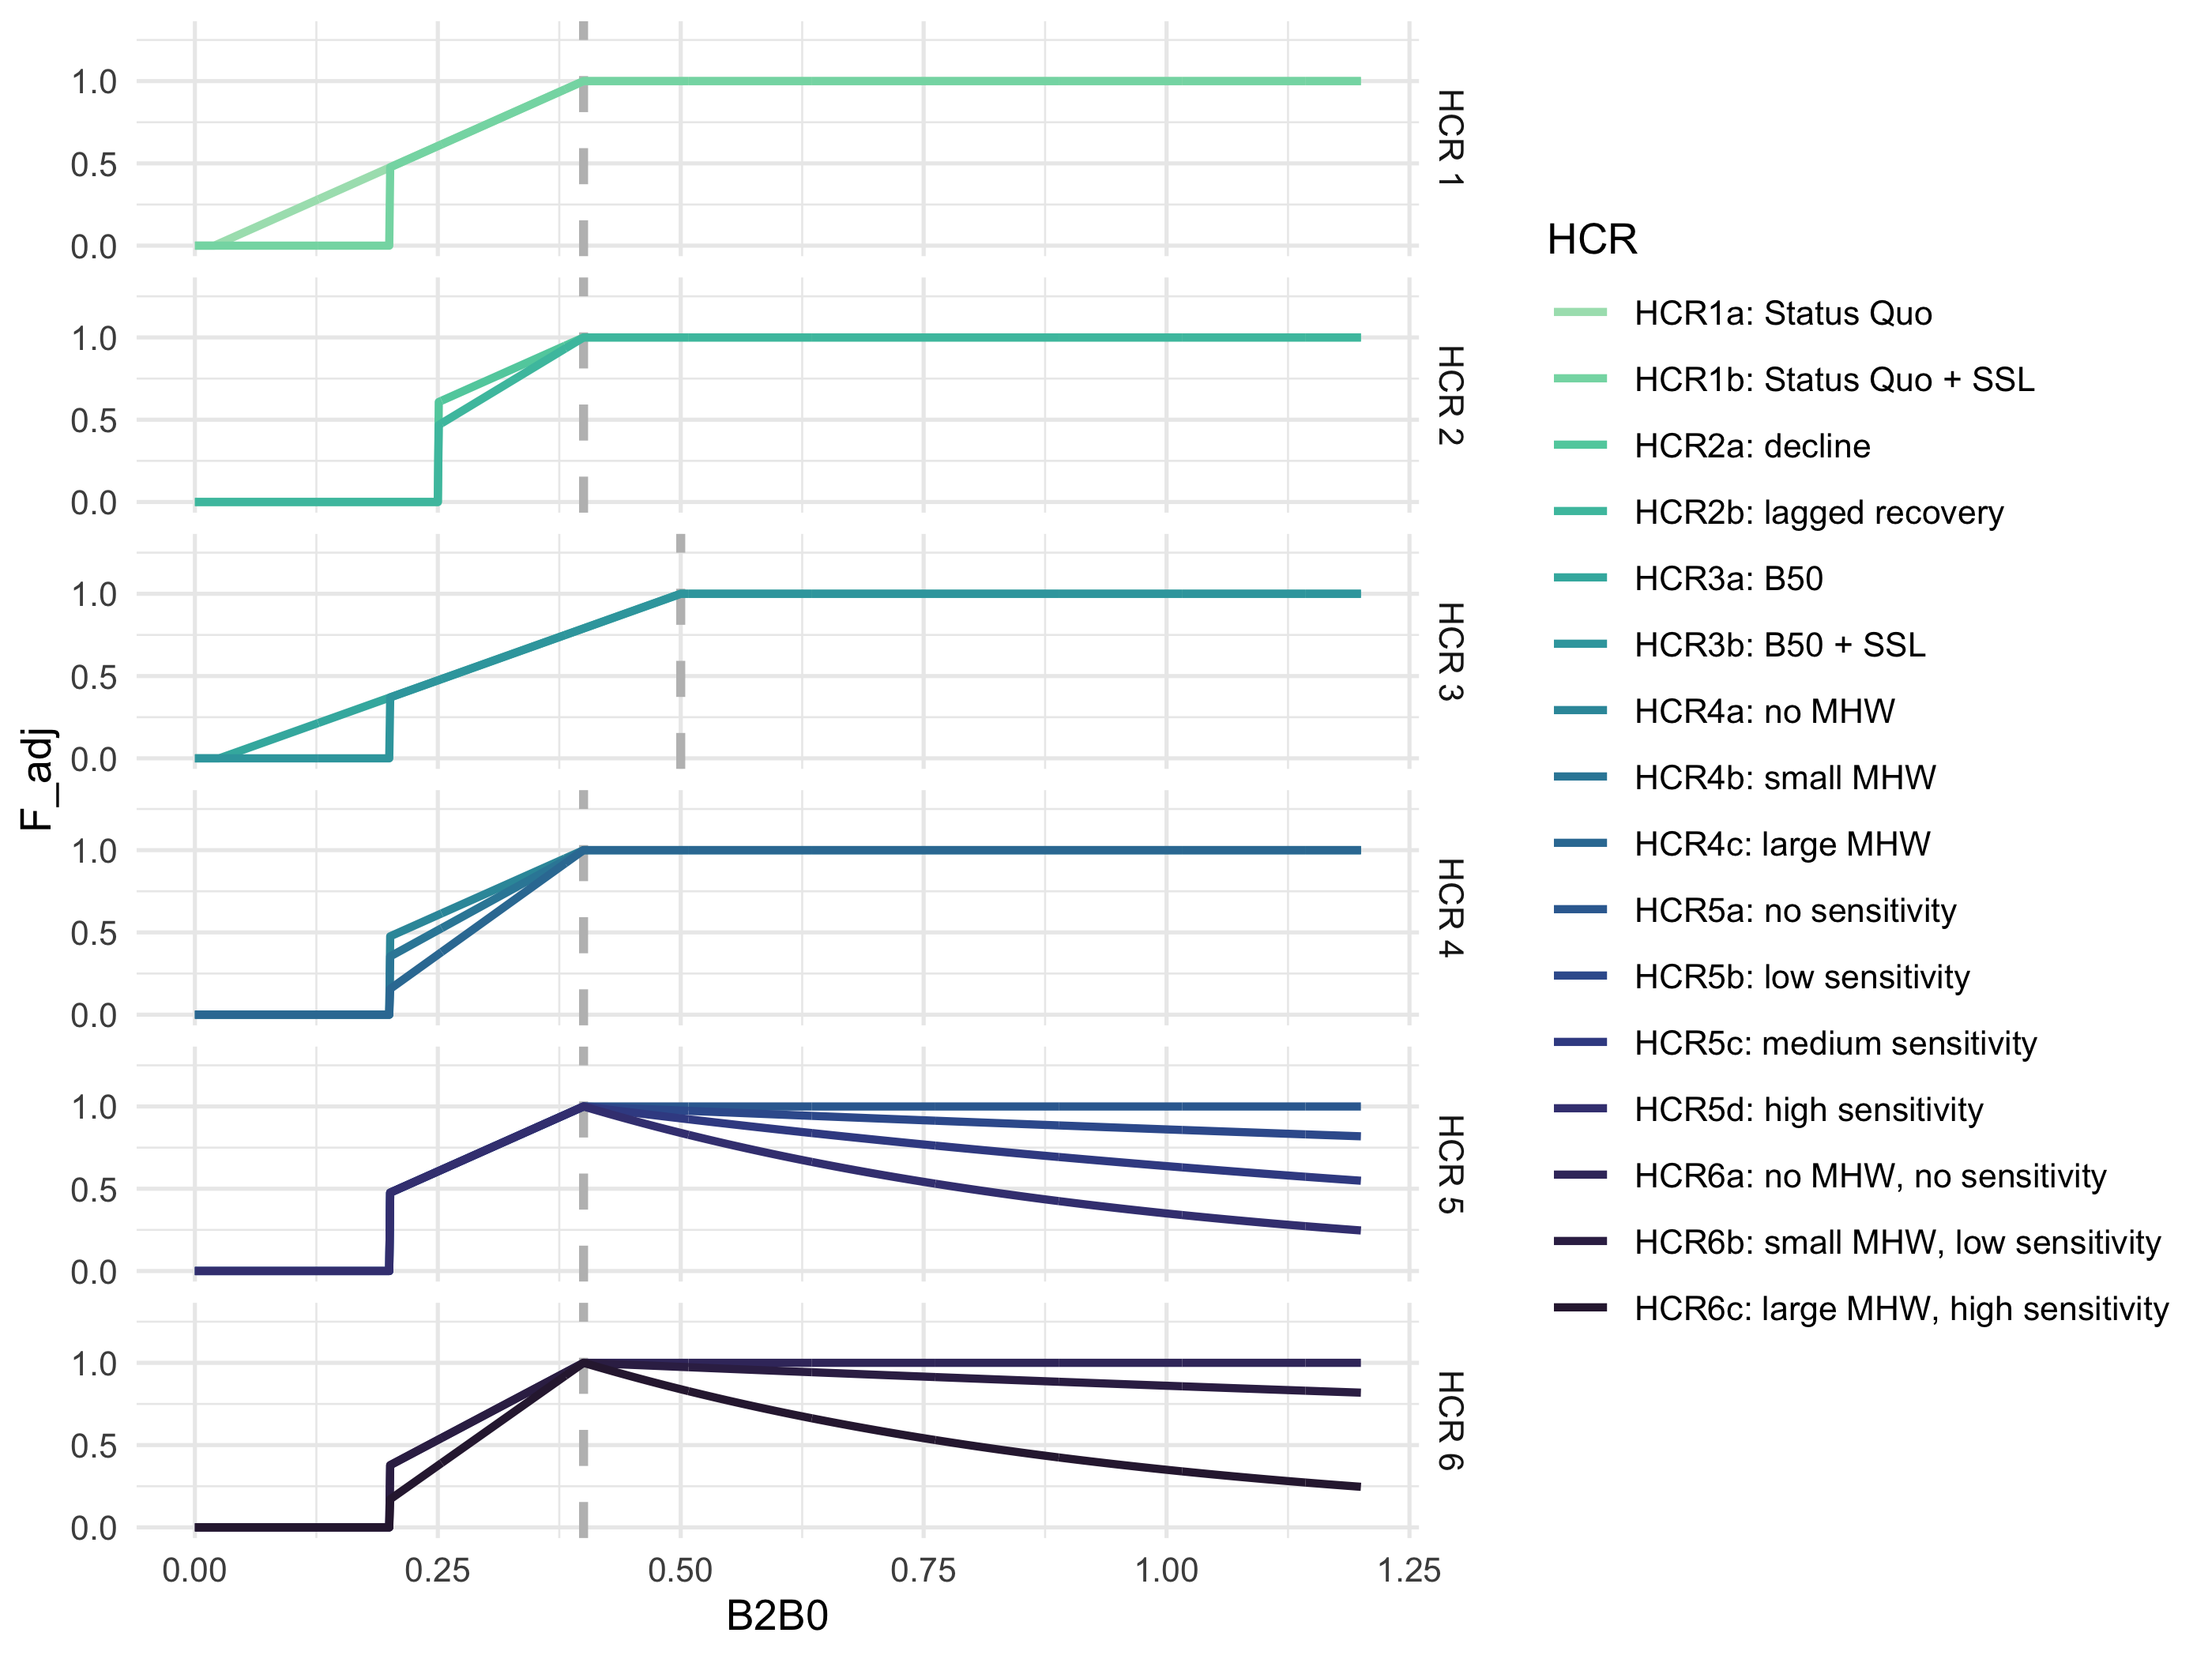 1.0
0.5
0.0
HCR 1
1.0
0.5
0.0
HCR 2
1.0
0.5
0.0
HCR 3
1.0
0.5
0.0
HCR 4
1.0
0.5
0.0
HCR 5
1.0
0.5
0.0
HCR 6
F_adj
0.00 0.25 0.50 0.75 1.00 1.25
B2B0
HCR
HCR1a: Status Quo
HCR1b: Status Quo + SSL
HCR2a: decline
HCR2b: lagged recovery
HCR3a: B50
HCR3b: B50 + SSL
HCR4a: no MHW
HCR4b: small MHW
HCR4c: large MHW
HCR5a: no sensitivity
HCR5b: low sensitivity
HCR5c: medium sensitivity
HCR5d: high sensitivity
HCR6a: no MHW, no sensitivity
HCR6b: small MHW, low sensitivity
HCR6c: large MHW, high sensitivity